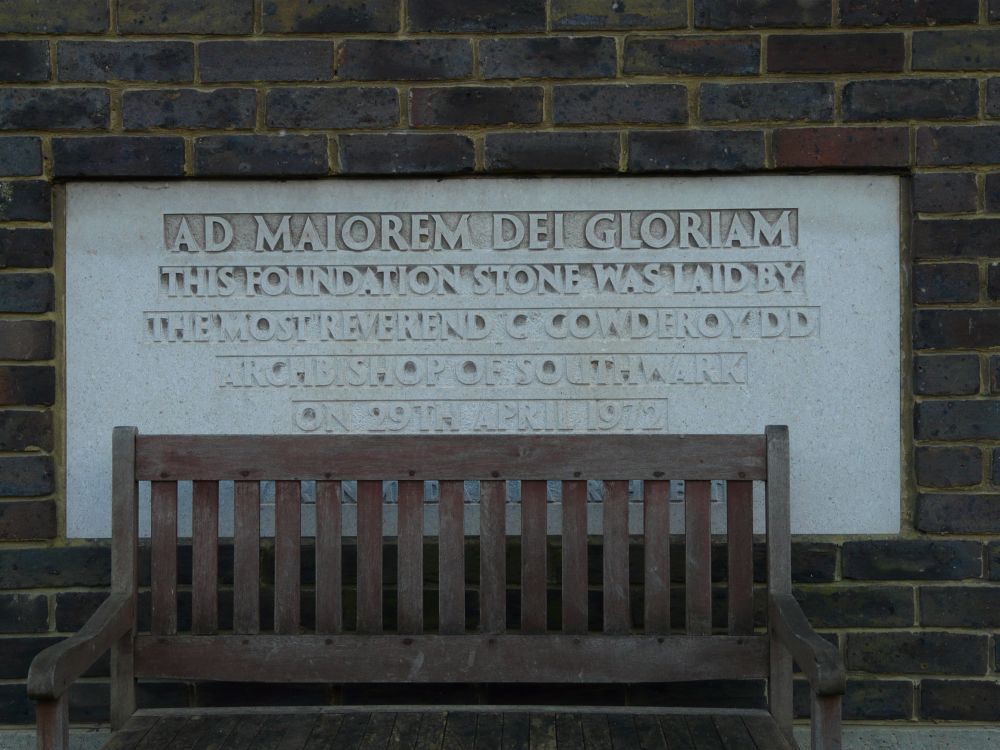 AD MAIOREM DEI GLORIAM
THIS FOUNDATION STONE WAS LAID BY
THE MOST REVEREND C COWDEROY DD
ARCHBISHOP OF SOUTHWARK
ON 29TH APRIL 1972